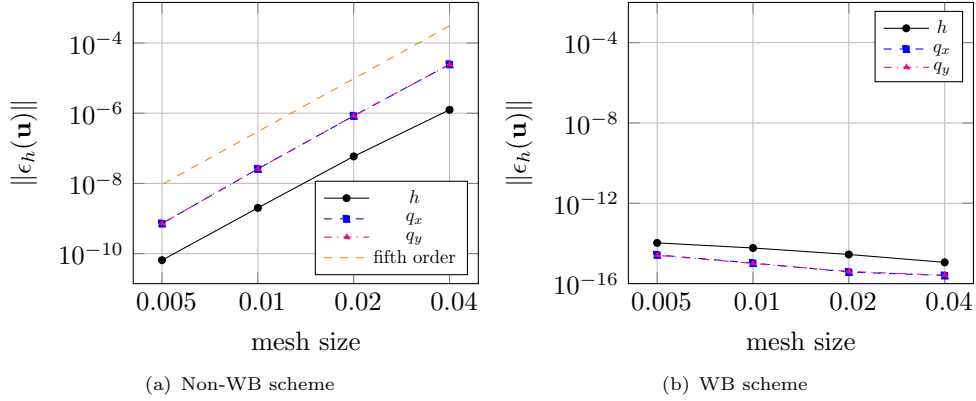 10^{-4}
10^{-6}
10^{-8}
10^{-10}
‖ϵ_h(𝐮)‖
h
q_x
q_y
fifth order
0.005 0.01 0.02 0.04
mesh size
(a) Non-WB scheme
10^{-4}
10^{-8}
10^{-12}
10^{-16}
‖ϵ_h(𝐮)‖
h
q_x
q_y
0.005 0.01 0.02 0.04
mesh size
(b) WB scheme